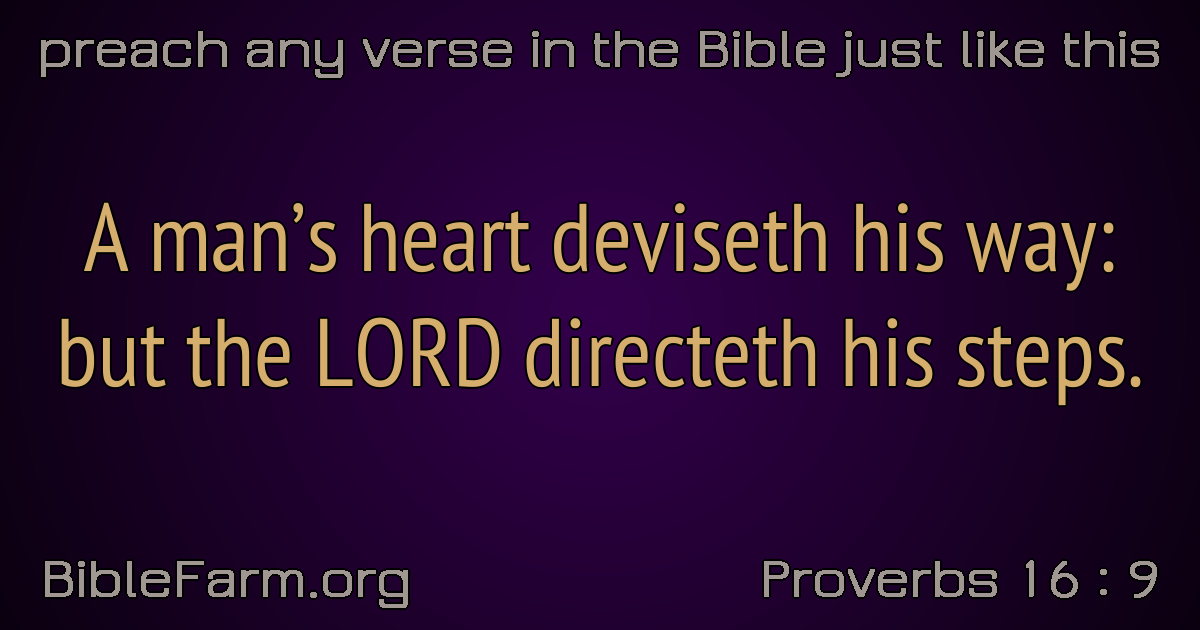 preach any verse in the Bible just like this
A man’s heart deviseth his way:
but the LORD directeth his steps.
BibleFarm.org
Proverbs 16 : 9